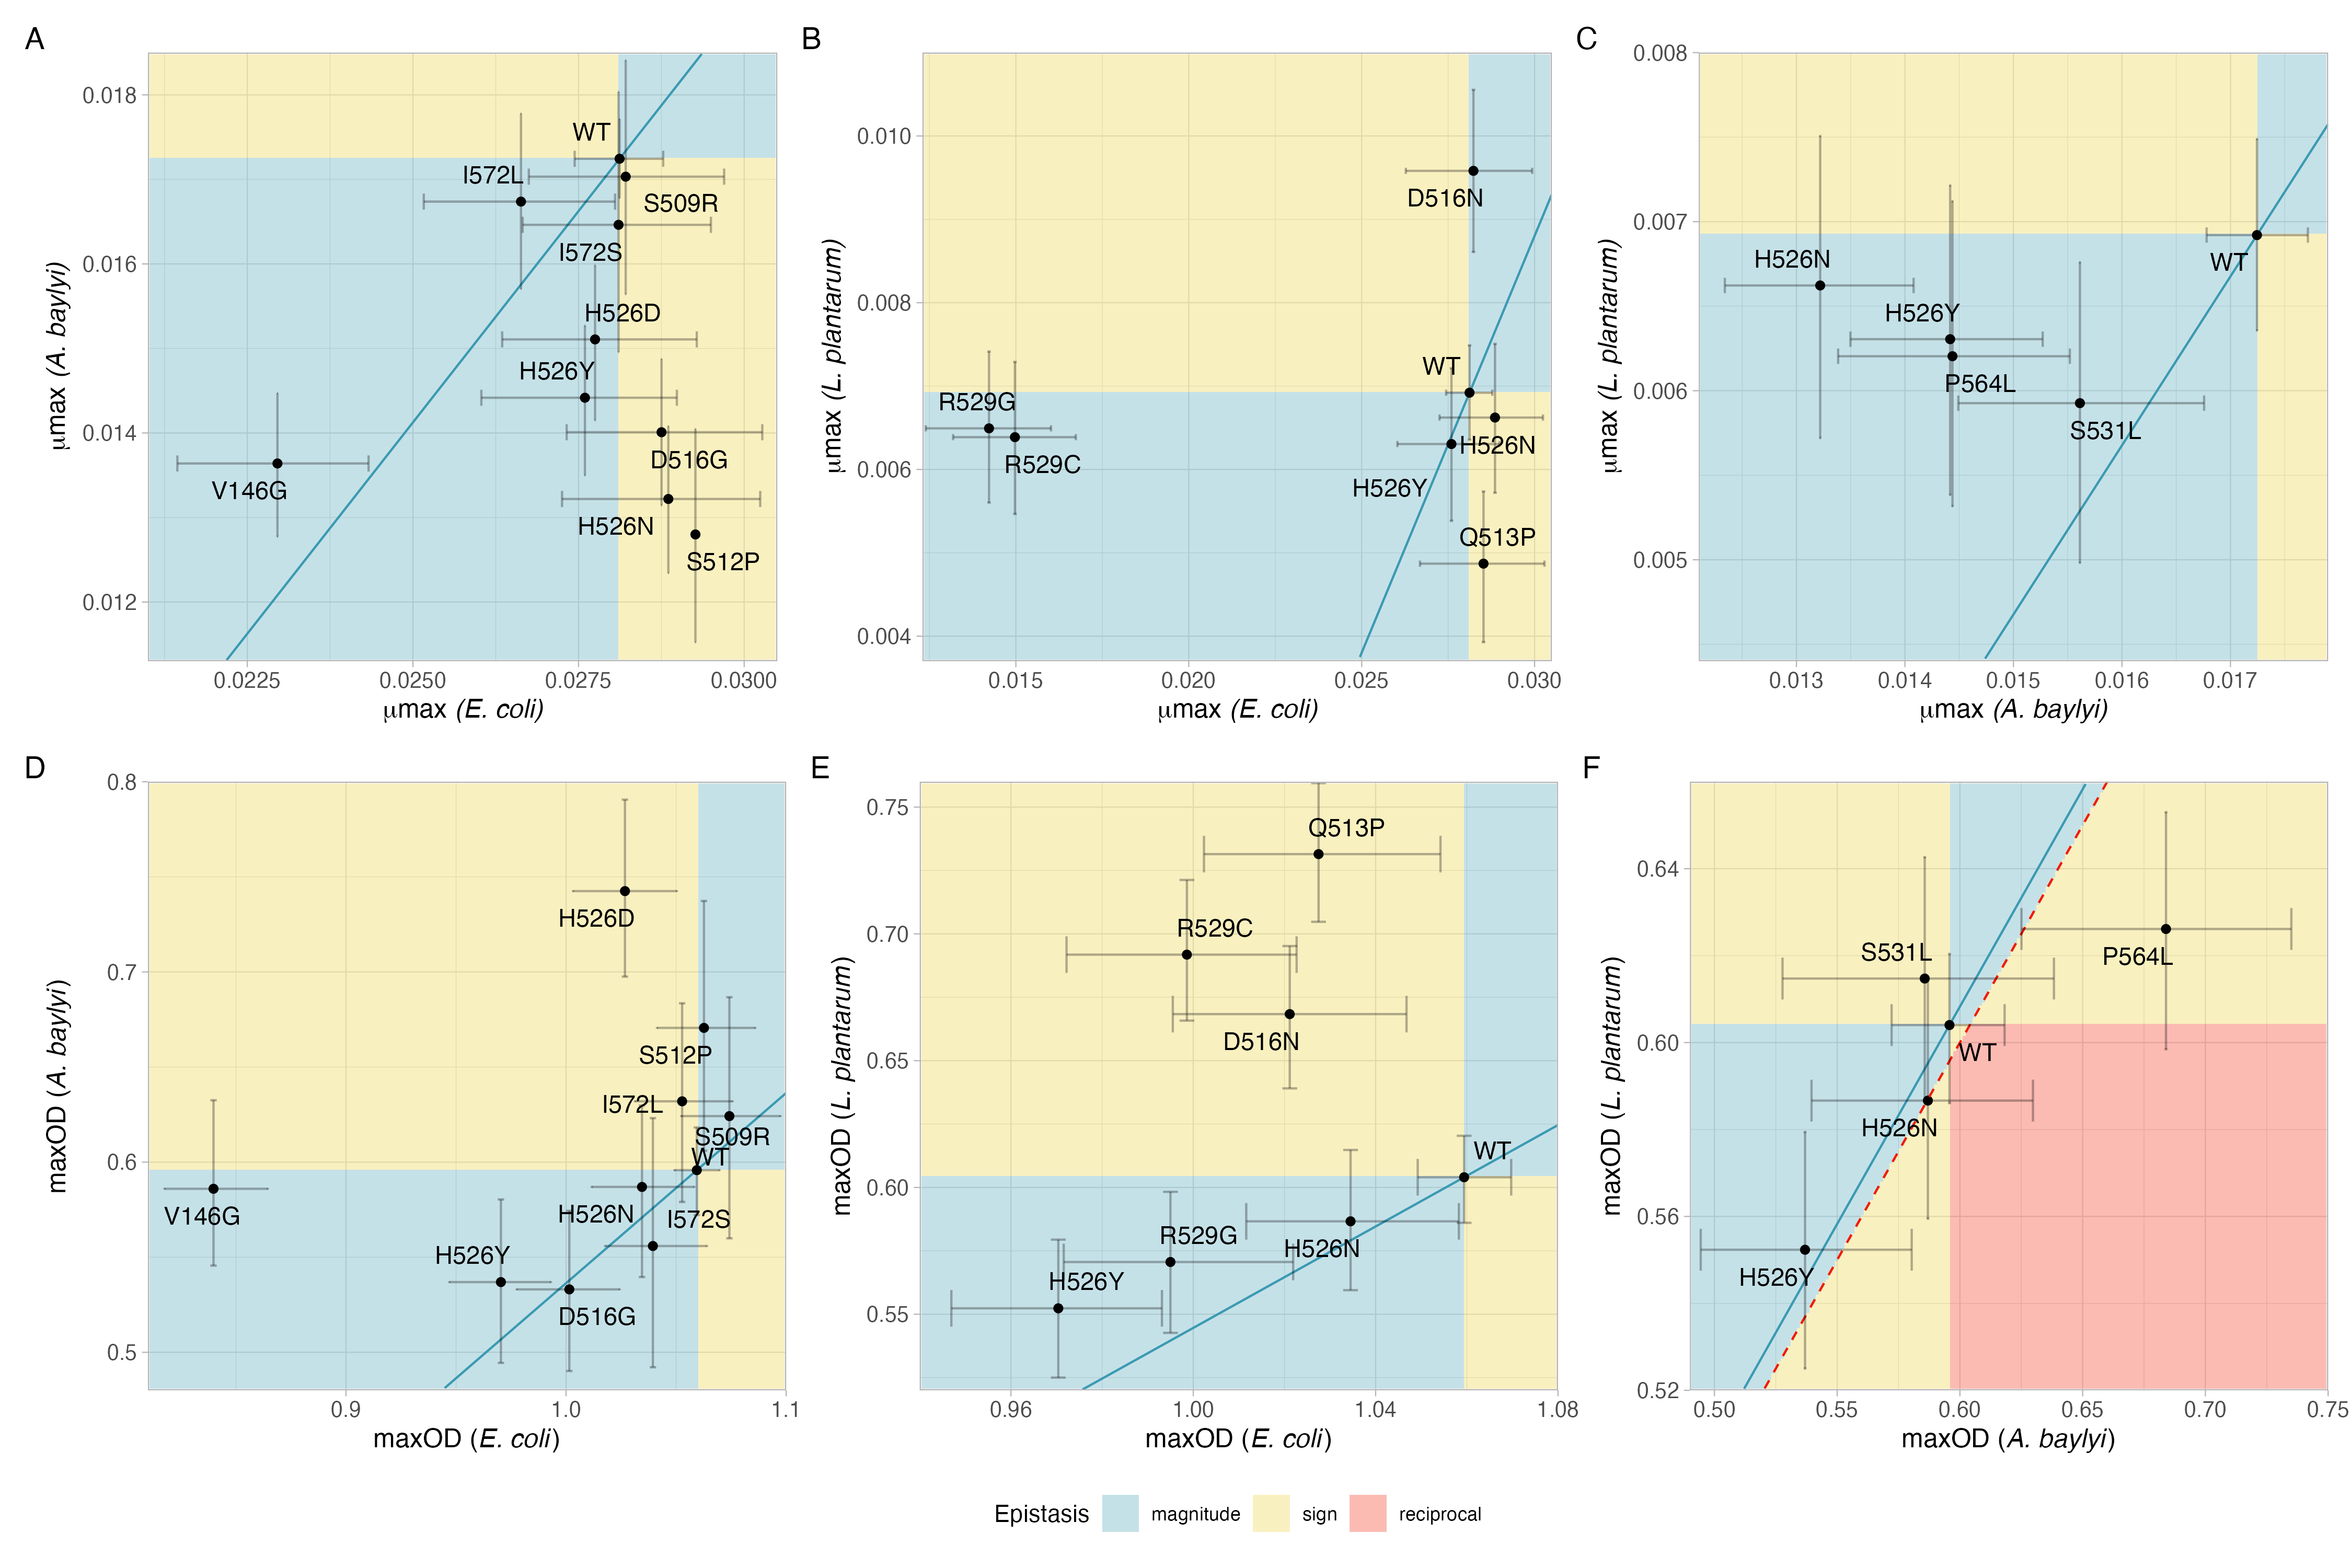 A
0.018
0.016
0.014
0.012
μmax (A. baylyi)
WT
I572L
S509R
I572S
H526D
H526Y
D516G
V146G
H526N
S512P
0.0225 0.0250 0.0275 0.0300
μmax (E. coli)
B
0.010
0.008
0.006
0.004
μmax (L. plantarum)
D516N
WT
R529G
H526N
R529C
H526Y
Q513P
0.015 0.020 0.025 0.030
μmax (E. coli)
C
0.008
0.007
0.006
0.005
μmax (L. plantarum)
H526N
WT
H526Y
P564L
S531L
0.013 0.014 0.015 0.016 0.017
μmax (A. baylyi)
D
0.8
0.7
0.6
0.5
maxOD (A. baylyi)
H526D
S512P
I572L
S509R
WT
V146G
H526N
I572S
H526Y
D516G
0.9 1.0 1.1
maxOD (E. coli)
E
0.75
0.70
0.65
0.60
0.55
maxOD (L. plantarum)
Q513P
R529C
D516N
WT
R529G
H526N
H526Y
0.96 1.00 1.04 1.08
maxOD (E. coli)
F
0.64
0.60
0.56
0.52
maxOD (L. plantarum)
S531L
P564L
WT
H526N
H526Y
0.50 0.55 0.60 0.65 0.70 0.75
maxOD (A. baylyi)
Epistasis magnitude sign reciprocal